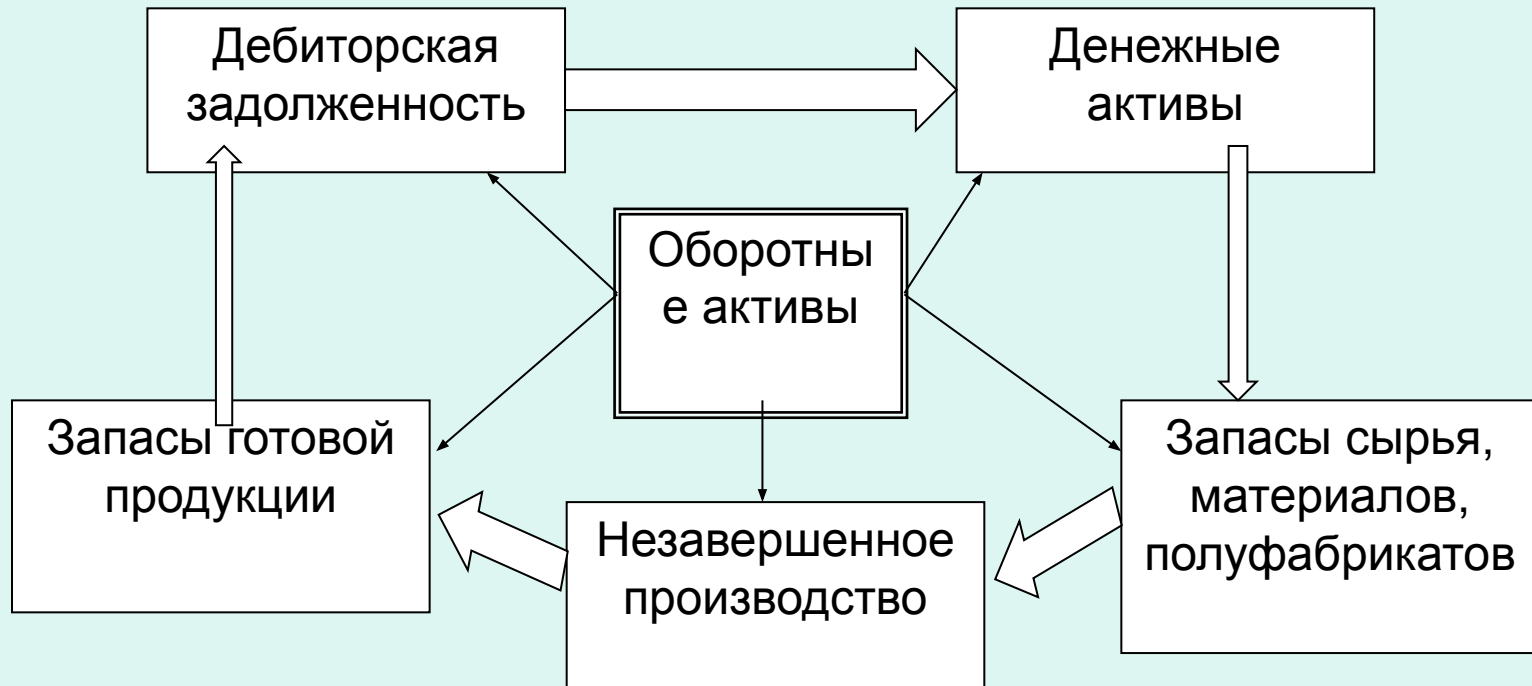 Дебиторская
задолженность
Денежные
активы
Оборотны
е активы
Запасы готовой
продукции
Незавершенное
производство
Запасы сырья,
материалов,
полуфабрикатов